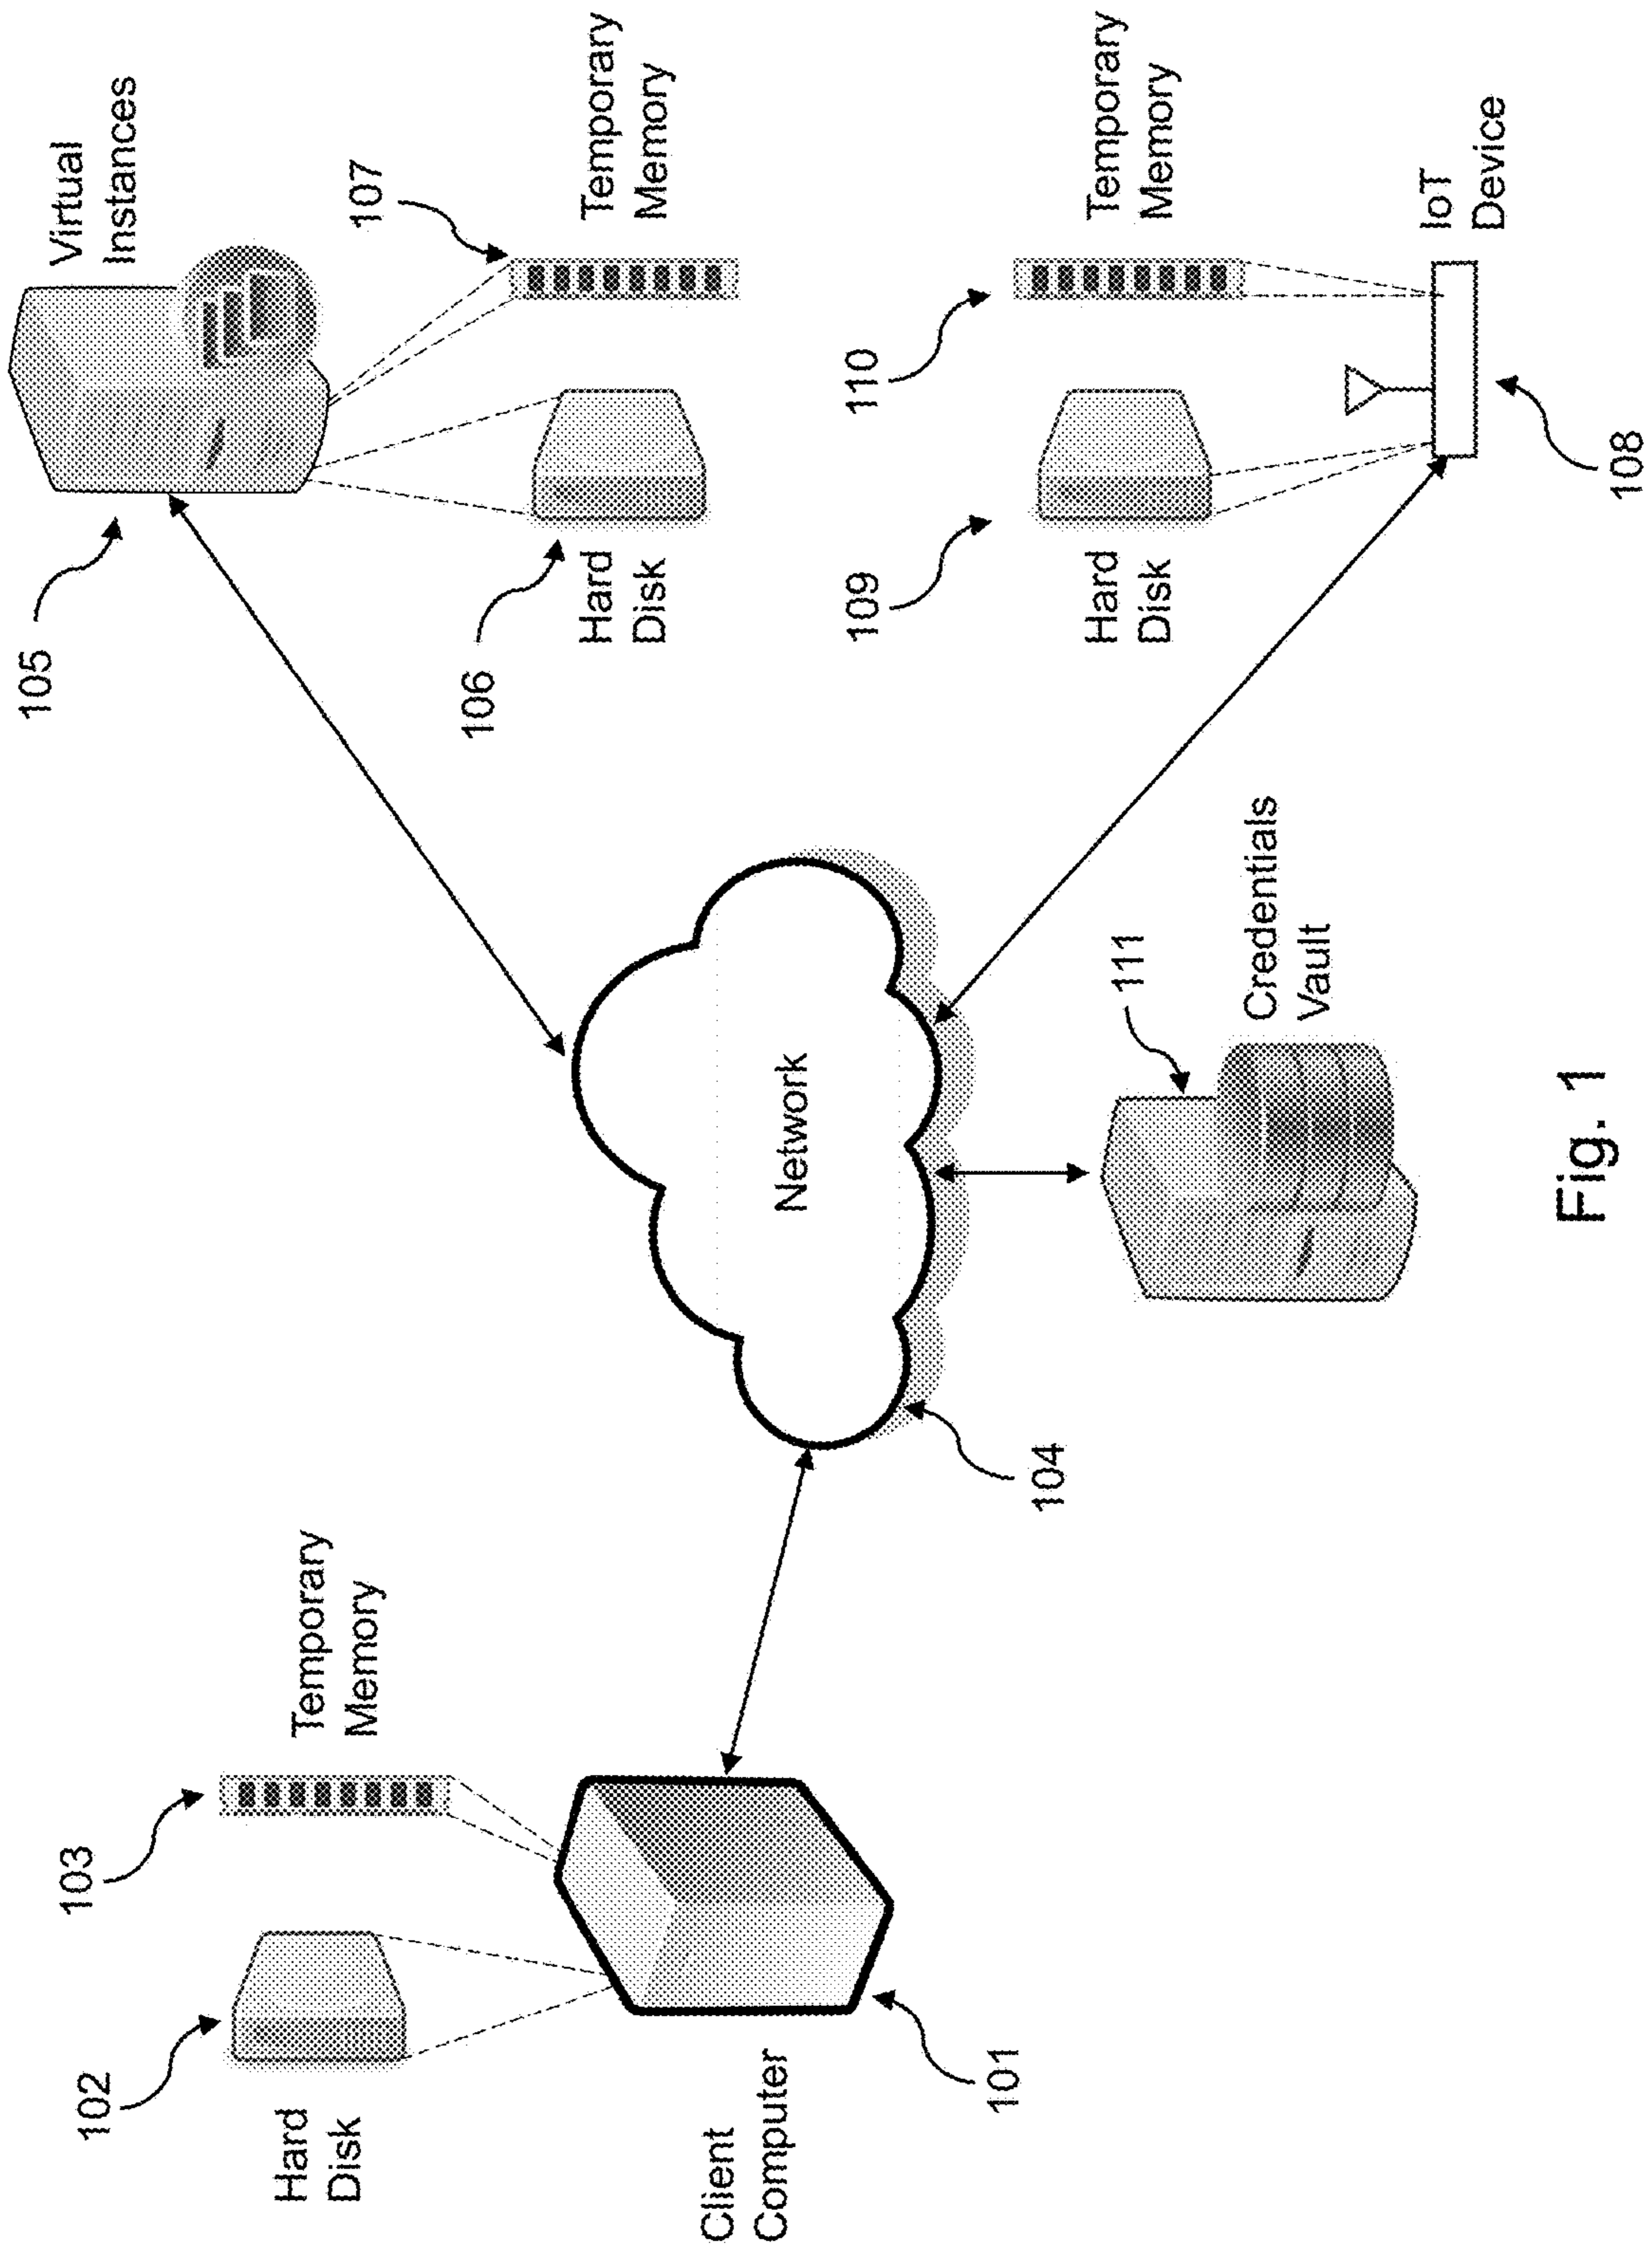 Virtual
Instances
105
107
Temporary
Memory
106
Hard
Disk
103
Temporary
Memory
102
Hard
Disk
Client
Computer
101
Network
104
110
Temporary
Memory
109
Hard
Disk
IoT
Device
108
111
Credentials
Vault
Fig. 1